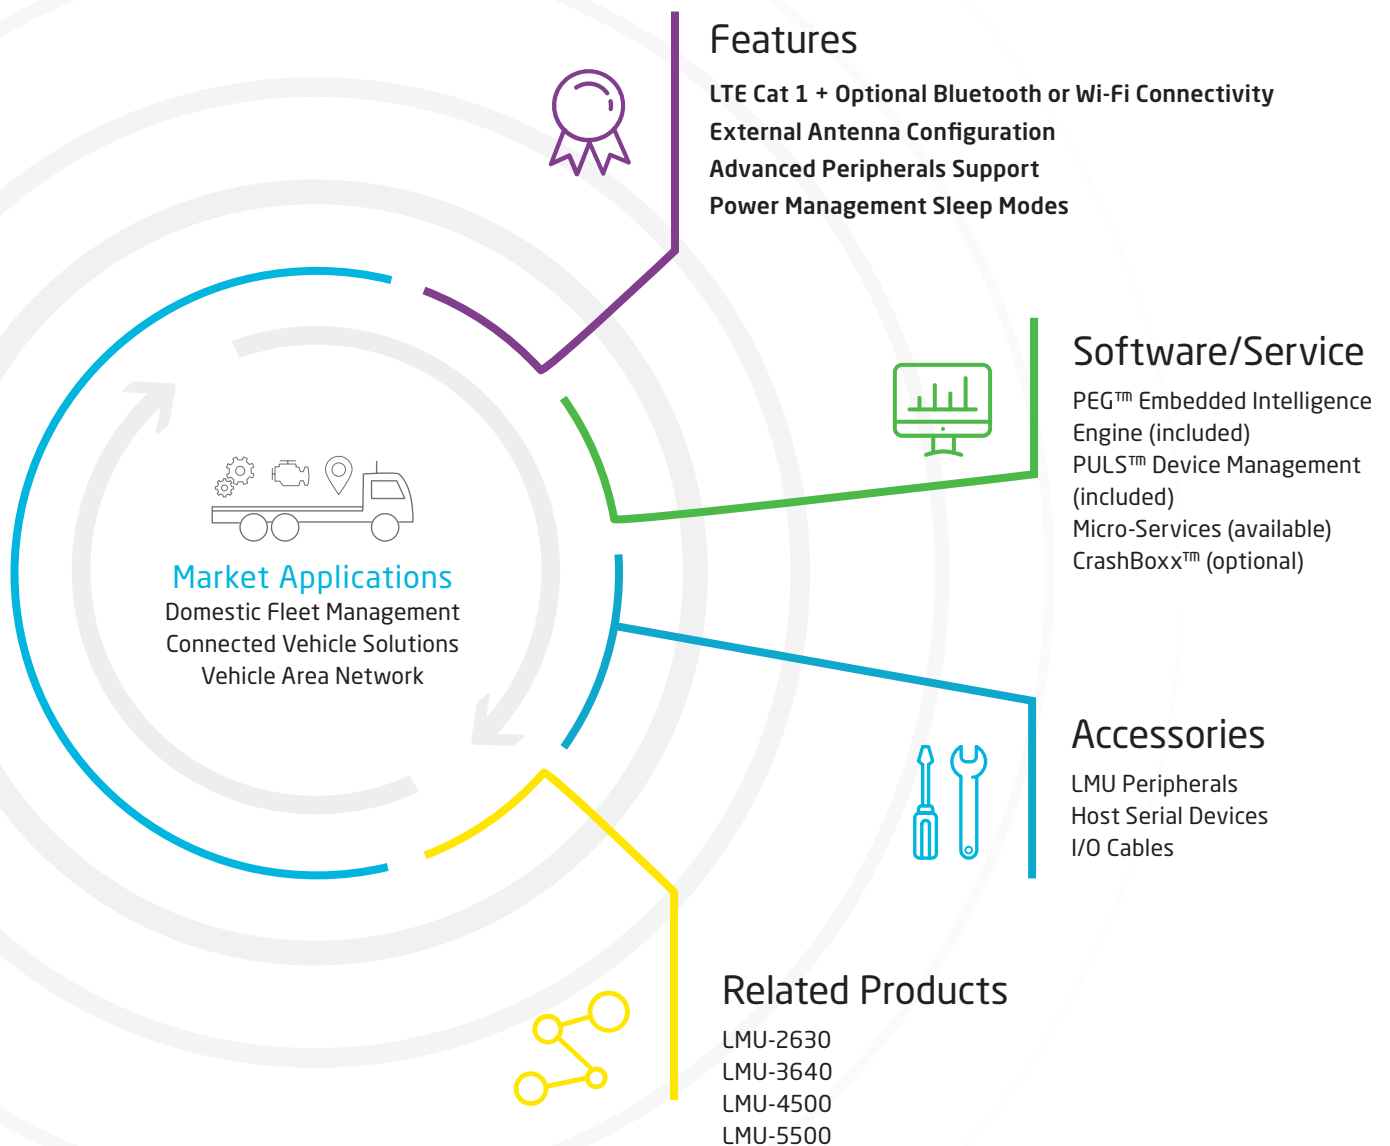 Features
LTE Cat 1 + Optional Bluetooth or Wi-Fi Connectivity
External Antenna Configuration
Advanced Peripherals Support
Power Management Sleep Modes
Software/Service
PEG™ Embedded Intelligence
Engine (included)
PULS™ Device Management
(included)
Micro-Services (available)
CrashBoxx™ (optional)
Market Applications
Domestic Fleet Management
Connected Vehicle Solutions
Vehicle Area Network
Accessories
LMU Peripherals
Host Serial Devices
I/O Cables
Related Products
LMU-2630
LMU-3640
LMU-4500
LMU-5500